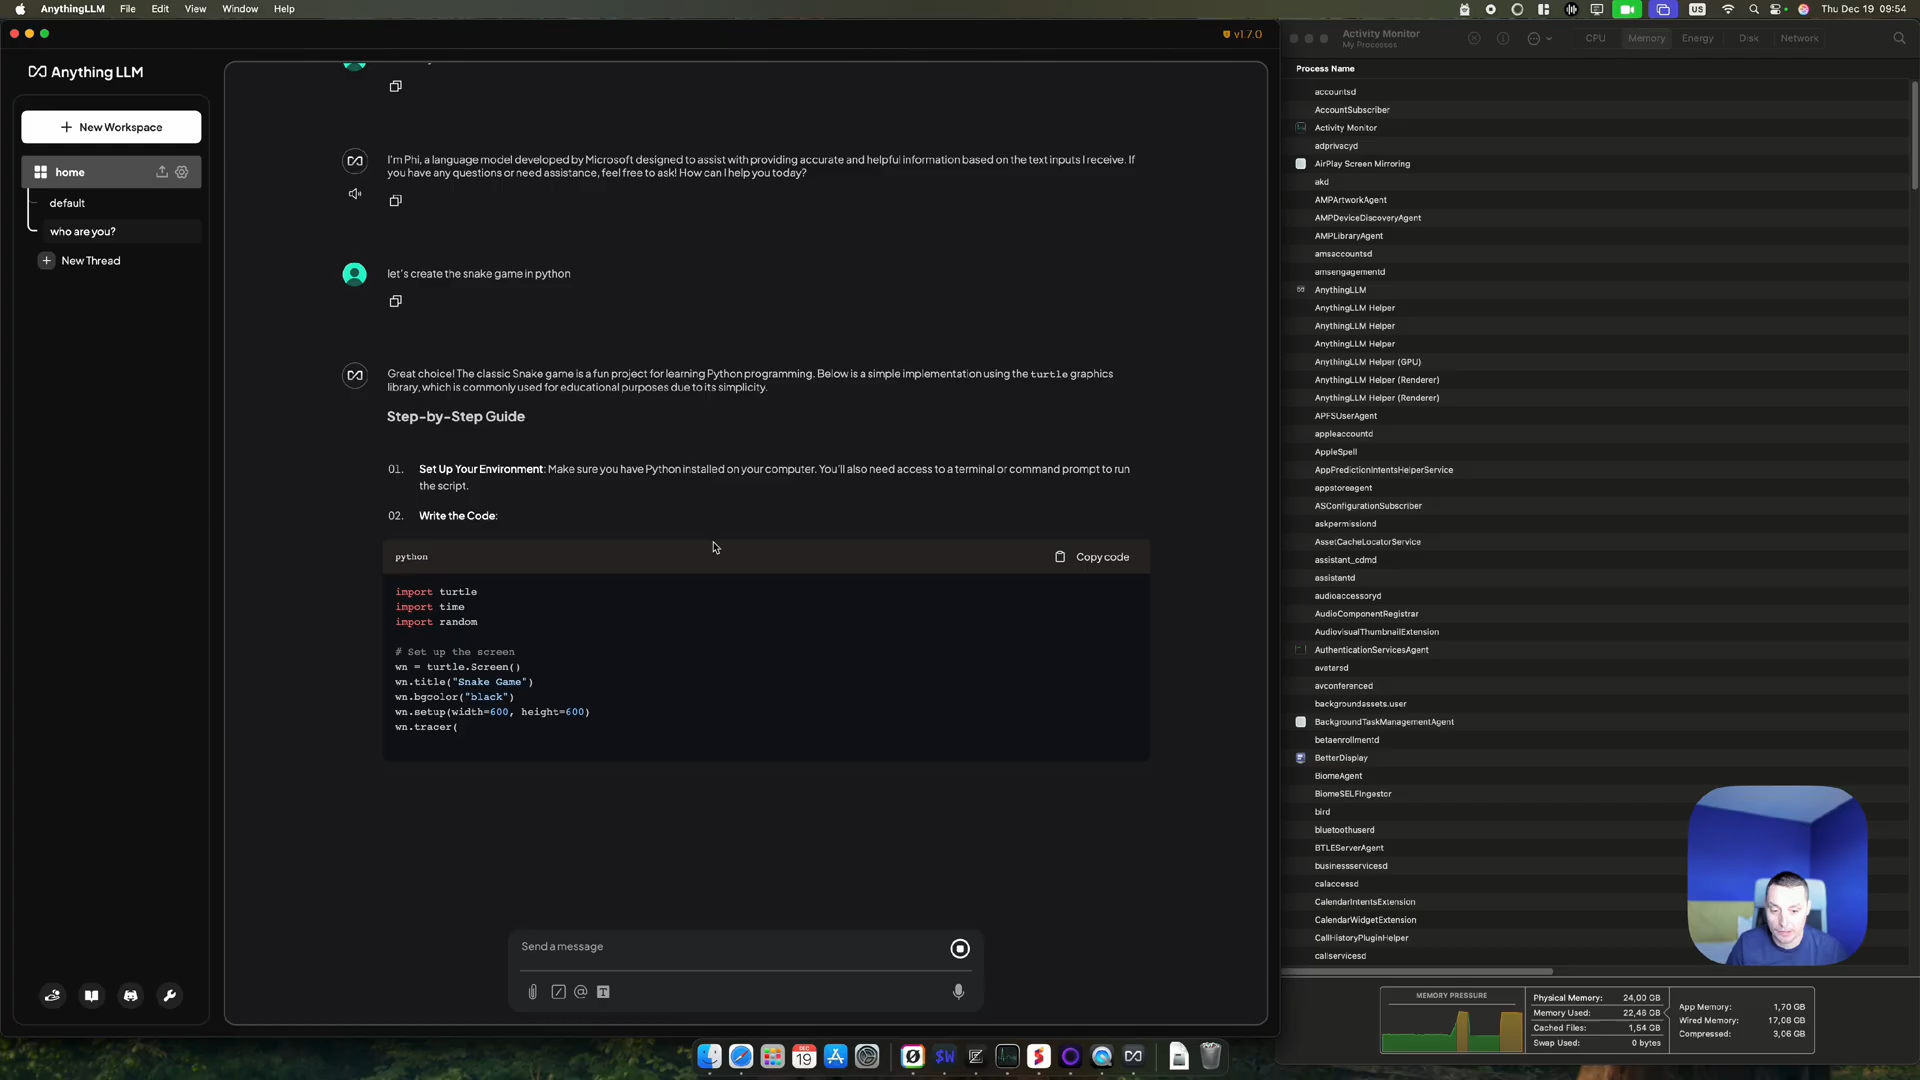 AnythingLLM File Edit View Window Help
US Thu Dec 19 09:54
v1.7.0
Anything LLM
New Workspace
home
default
who are you?
New Thread
I'm Phi, a language model developed by Microsoft designed to assist with providing accurate and helpful information based on the text inputs I receive. If
you have any questions or need assistance, feel free to ask! How can I help you today?
let's create the snake game in python
Great choice! The classic Snake game is a fun project for learning Python programming. Below is a simple implementation using the turtle graphics
library, which is commonly used for educational purposes due to its simplicity.
Step-by-Step Guide
01. Set Up Your Environment: Make sure you have Python installed on your computer. You'll also need access to a terminal or command prompt to run
the script.
02. Write the Code:
python
Copy code
import turtle
import time
import random
# Set up the screen
wn = turtle.Screen()
wn.title("Snake Game")
wn.bgcolor("black")
wn.setup(width=600, height=600)
wn.tracer(
Send a message
Activity Monitor
My Processes
CPU Memory Energy Disk Network
Process Name
accountsd
AccountSubscriber
Activity Monitor
adprivacyd
AirPlay Screen Mirroring
akd
AMPArtworkAgent
AMPDeviceDiscoveryAgent
AMPLibraryAgent
amsaccountsd
amsengagementd
AnythingLLM
AnythingLLM Helper
AnythingLLM Helper
AnythingLLM Helper
AnythingLLM Helper (GPU)
AnythingLLM Helper (Renderer)
AnythingLLM Helper (Renderer)
APFSUserAgent
appleaccountd
AppleSpell
AppPredictionIntentsHelperService
appstoreagent
ASConfigurationSubscriber
askpermissiond
AssetCacheLocatorService
assistant_cdmd
assistantd
audioaccessoryd
AudioComponentRegistrar
AudiovisualThumbnailExtension
AuthenticationServicesAgent
avatarsd
avconferenced
backgroundassets.user
BackgroundTaskManagementAgent
betaenrollmentd
BetterDisplay
BiomeAgent
BiomeSELFIngestor
bird
bluetoothuserd
BTLEServerAgent
businessservicesd
calaccessd
CalendarIntentsExtension
CalendarWidgetExtension
CallHistoryPluginHelper
callservicesd
MEMORY PRESSURE
Physical Memory: 24,00 GB
Memory Used: 22,46 GB
Cached Files: 1,54 GB
Swap Used: 0 bytes
App Memory: 1,70 GB
Wired Memory: 17,08 GB
Compressed: 3,06 GB
DEC
19
$W